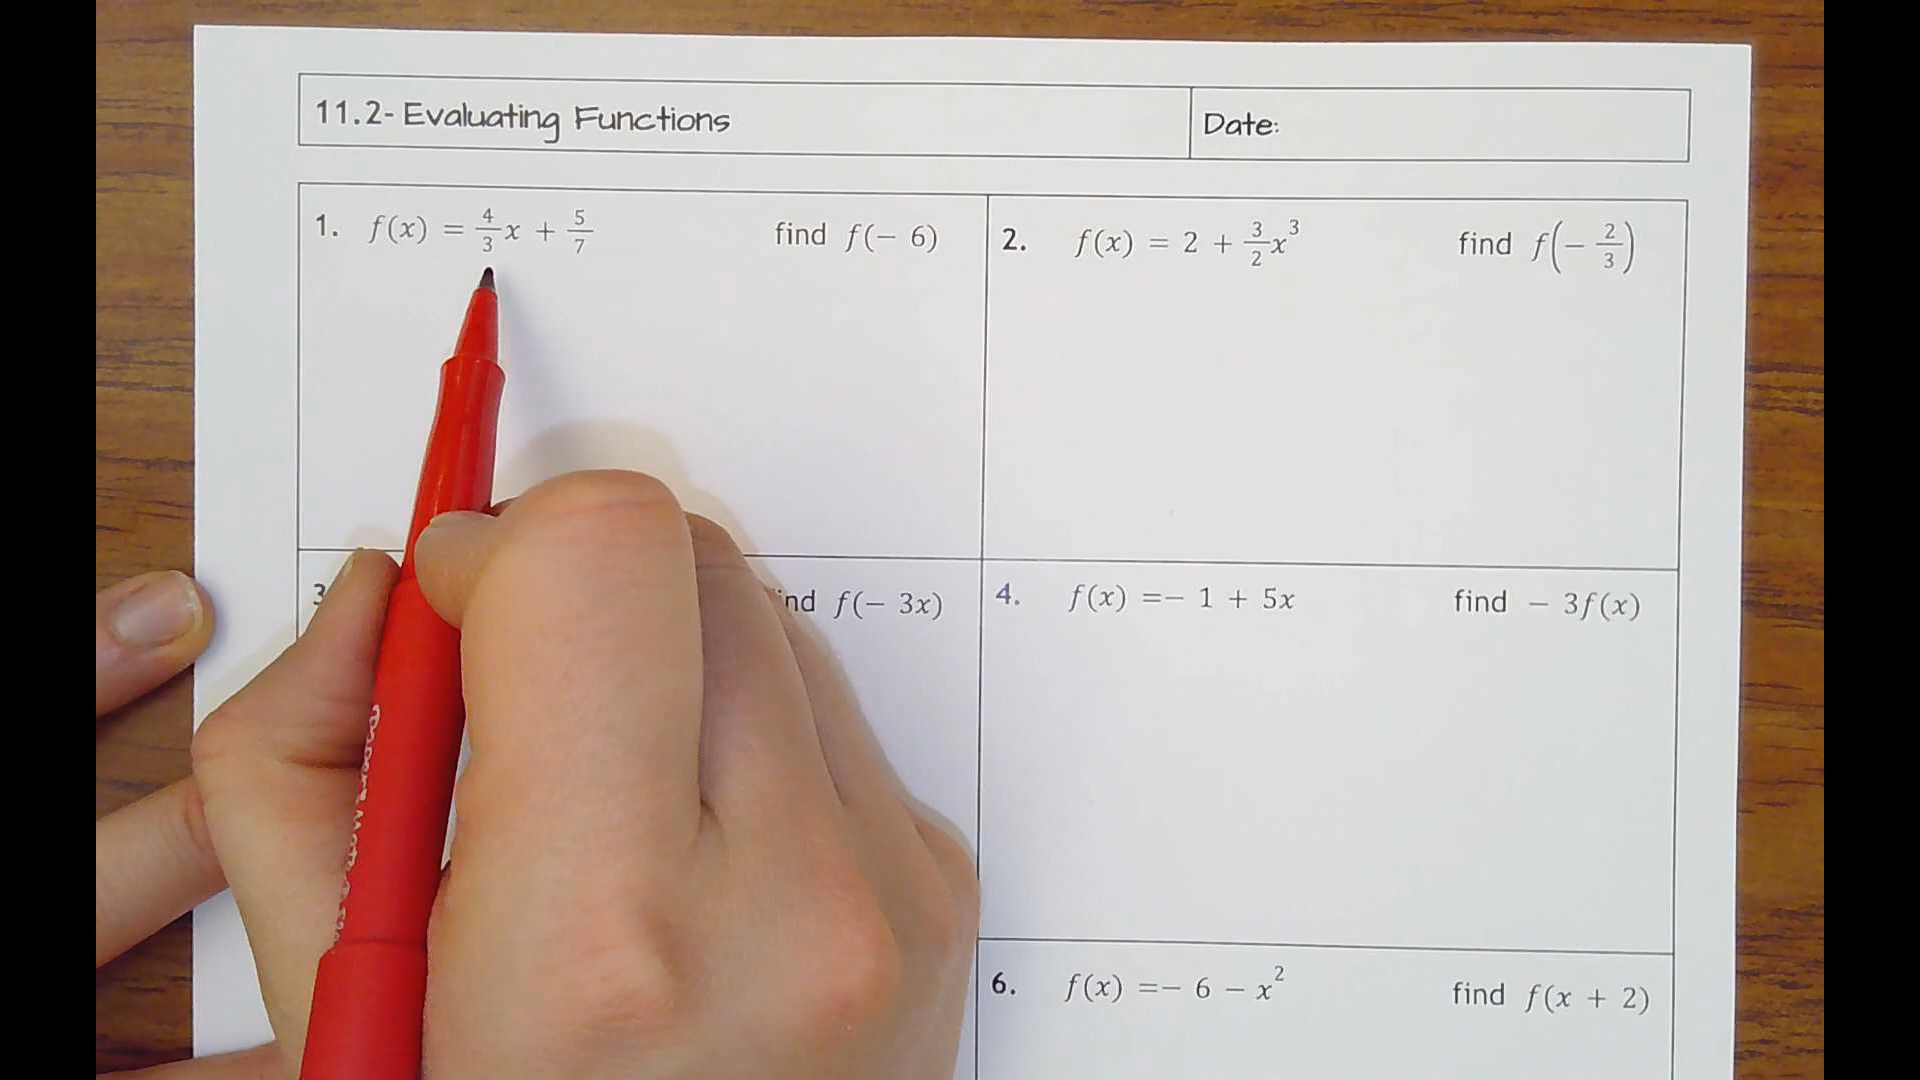 11.2- Evaluating Functions
Date:
1. f(x) = 4/3 x + 5/7 find f(- 6)
2. f(x) = 2 + 3/2 x^3 find f(- 2/3)
3 f(- 3x)
4. f(x) =- 1 + 5x find - 3f(x)
6. f(x) =- 6 - x^2 find f(x + 2)